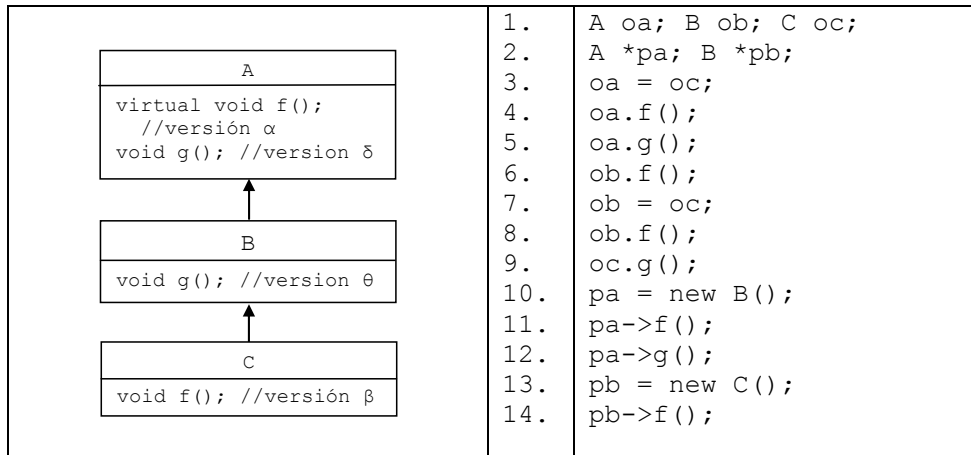 A
virtual void f();
//versión α
void g(); //version δ
B
void g(); //version θ
C
void f(); //versión β
1. A oa; B ob; C oc;
2. A *pa; B *pb;
3. oa = oc;
4. oa.f();
5. oa.g();
6. ob.f();
7. ob = oc;
8. ob.f();
9. oc.g();
10. pa = new B();
11. pa->f();
12. pa->g();
13. pb = new C();
14. pb->f();